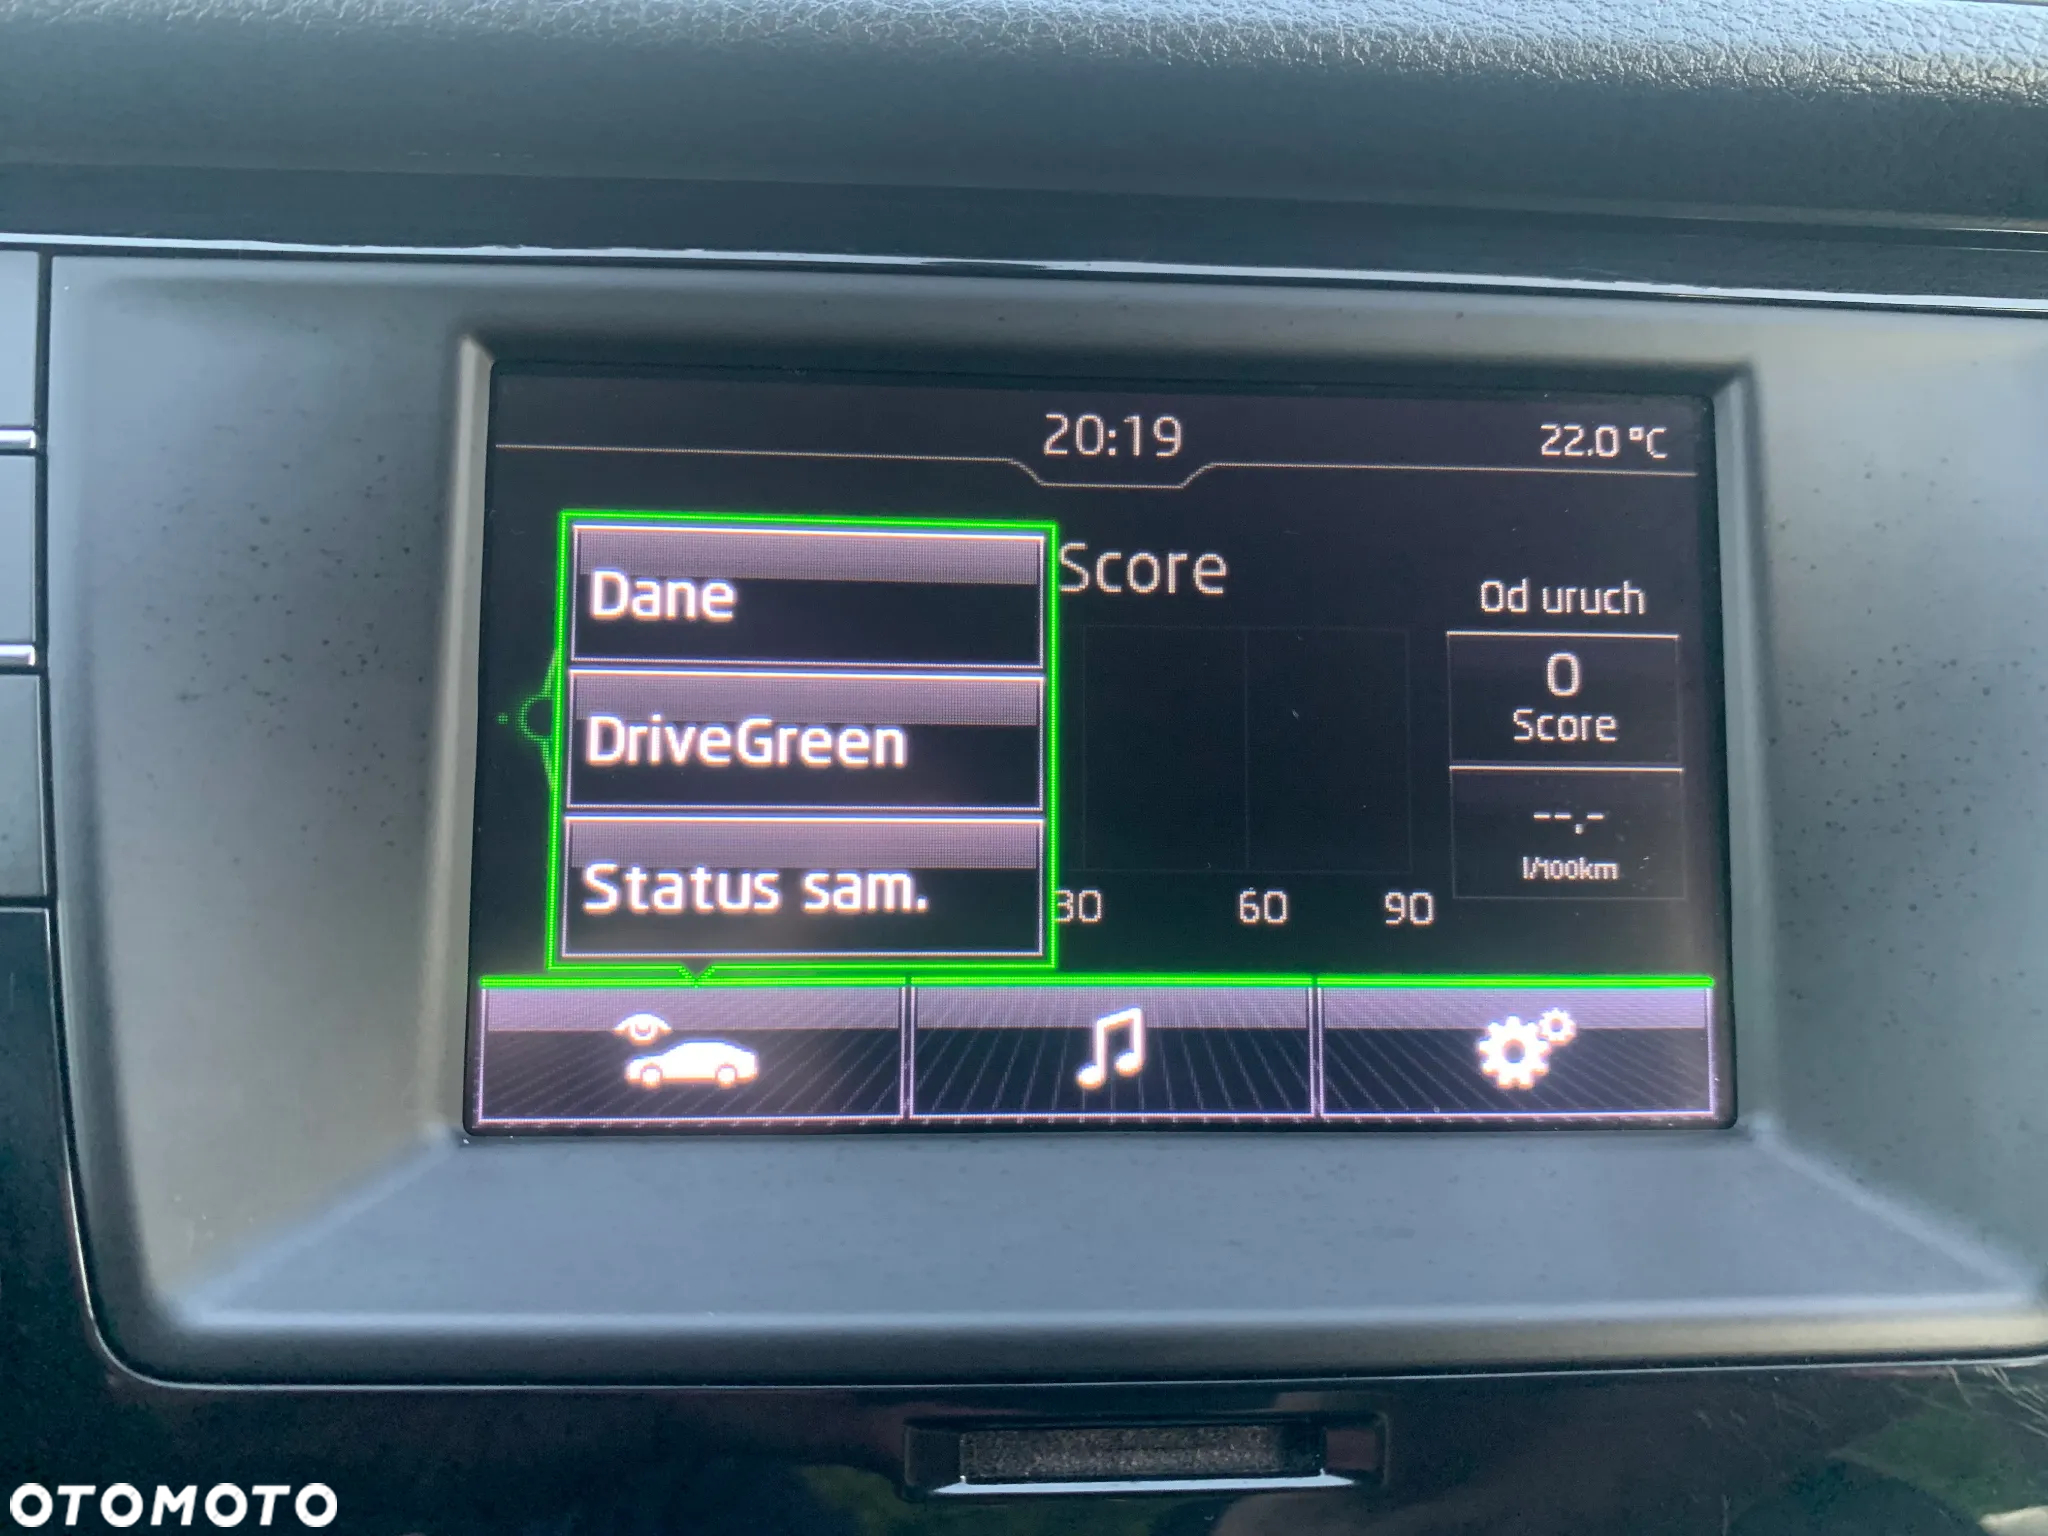 20:19
22.0 °C
Score
Od uruch
Dane
0
Score
DriveGreen
--.-
l/100km
Status sam.
30 60 90
OTOMOTO